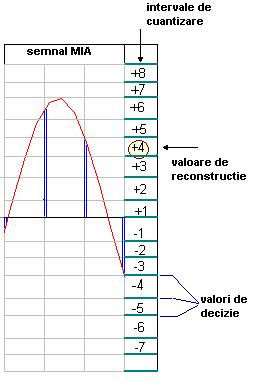 intervale de
cuantizare
semnal MIA
+8
+7
+6
+5
+4
+3
+2
+1
-1
-2
-3
-4
-5
-6
-7
valoare de
reconstructie
valori de
decizie